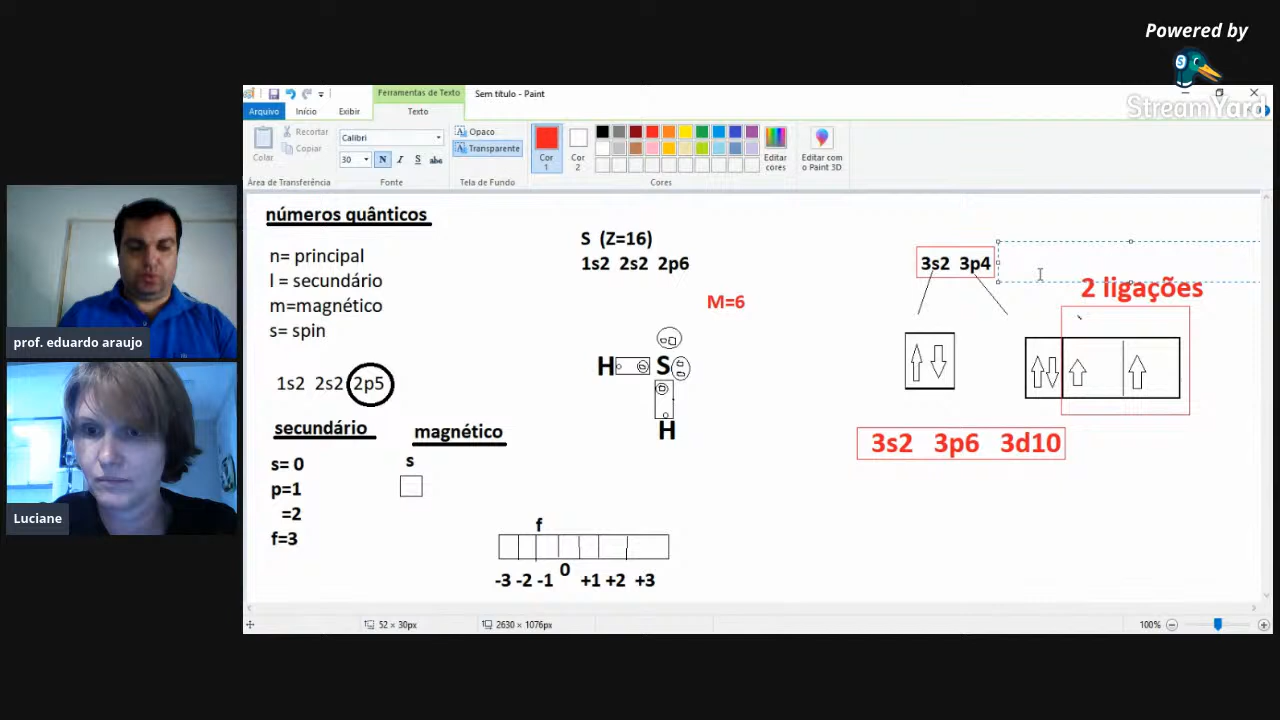 Powered by
StreamYard
Ferramentas de Texto
Sem título - Paint
Arquivo
Início
Exibir
Texto
Colar
Recortar
Copiar
Área de Transferência
Calibri
30
N I S abc
Fonte
A Opaco
A Transparente
Tela de Fundo
Cor 1
Cor 2
Editar cores
Cores
Editar com o Paint 3D
números quânticos
n= principal
l = secundário
m=magnético
s= spin
1s2 2s2 2p5
secundário
s= 0
p=1
=2
f=3
magnético
s
f
-3 -2 -1 0 +1 +2 +3
S (Z=16)
1s2 2s2 2p6
M=6
H S
H
3s2 3p4
2 ligações
3s2 3p6 3d10
52 × 30px
2630 × 1076px
100%
prof. eduardo araujo
Luciane